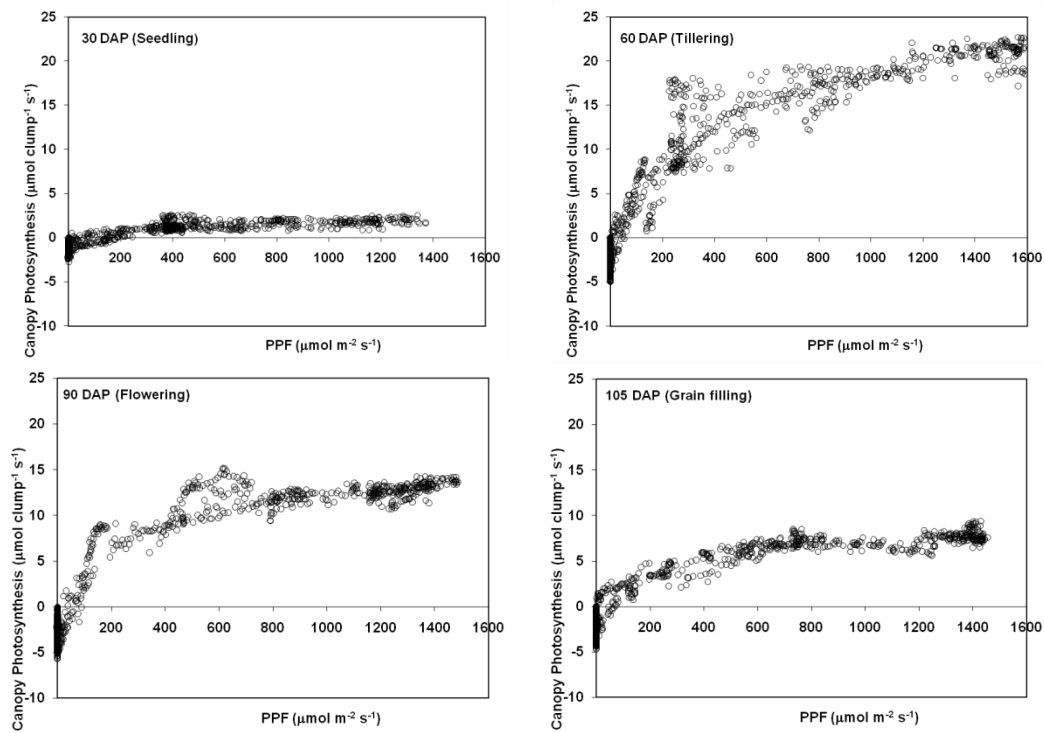 30 DAP (Seedling)
Canopy Photosynthesis (μmol clump⁻¹ s⁻¹)
25
20
15
10
5
0
-5
-10
200 400 600 800 1000 1200 1400 1600
PPF (μmol m⁻² s⁻¹)
60 DAP (Tillering)
Canopy Photosynthesis (μmol clump⁻¹ s⁻¹)
25
20
15
10
5
0
-5
-10
200 400 600 800 1000 1200 1400 1600
PPF (μmol m⁻² s⁻¹)
90 DAP (Flowering)
Canopy Photosynthesis (μmol clump⁻¹ s⁻¹)
25
20
15
10
5
0
-5
-10
200 400 600 800 1000 1200 1400 1600
PPF (μmol m⁻² s⁻¹)
105 DAP (Grain filling)
Canopy Photosynthesis (μmol clump⁻¹ s⁻¹)
25
20
15
10
5
0
-5
-10
200 400 600 800 1000 1200 1400 1600
PPF (μmol m⁻² s⁻¹)